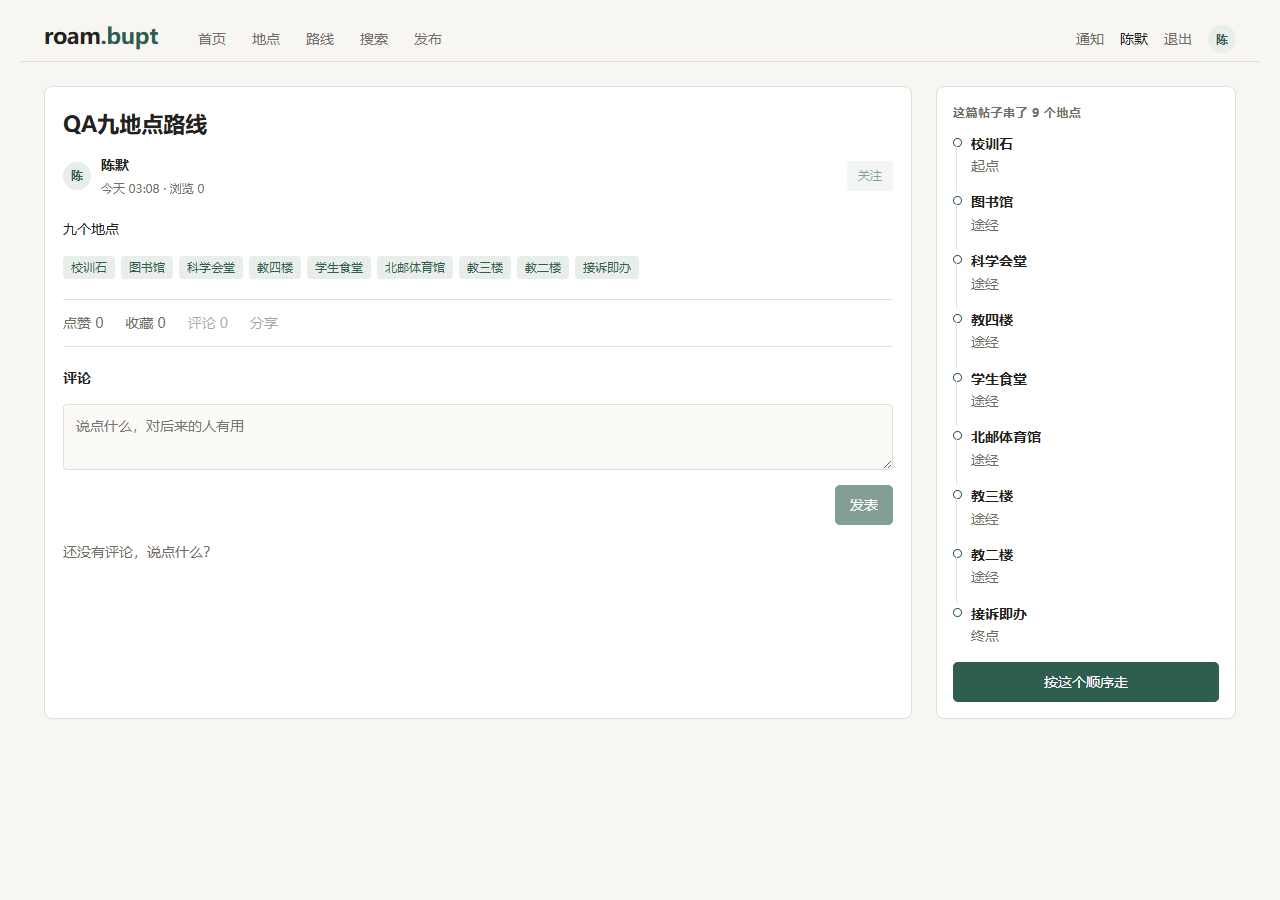 roam.bupt 首页 地点 路线 搜索 发布 通知 陈默 退出 陈
QA九地点路线
陈 陈默
今天 03:08 · 浏览 0
关注
九个地点
校训石 图书馆 科学会堂 教四楼 学生食堂 北邮体育馆 教三楼 教二楼 接诉即办
点赞 0 收藏 0 评论 0 分享
评论
说点什么，对后来的人有用
发表
还没有评论，说点什么？
这篇帖子串了 9 个地点
校训石
起点
图书馆
途经
科学会堂
途经
教四楼
途经
学生食堂
途经
北邮体育馆
途经
教三楼
途经
教二楼
途经
接诉即办
终点
按这个顺序走